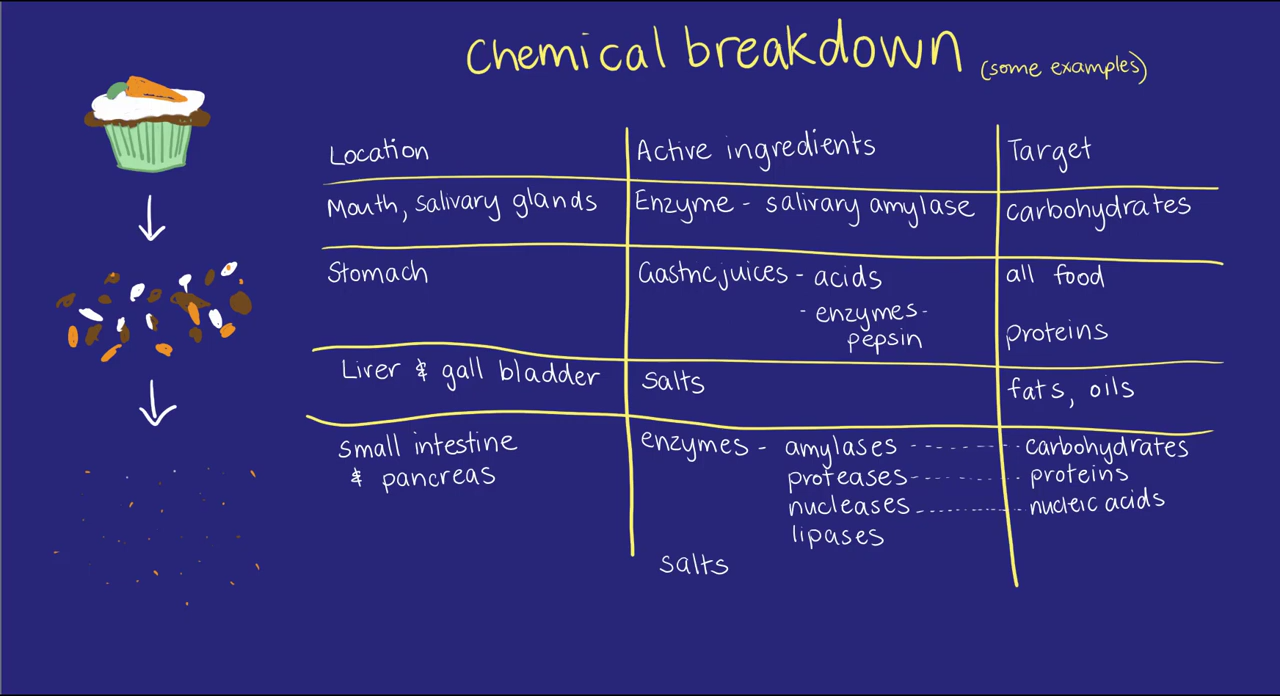 Chemical breakdown (some examples)
Location Active ingredients Target
Mouth, salivary glands Enzyme - salivary amylase carbohydrates
Stomach Gastric juices - acids all food
- enzymes -
pepsin proteins
Liver & gall bladder salts fats, oils
small intestine enzymes - amylases carbohydrates
& pancreas proteases proteins
nucleases nucleic acids
lipases
salts